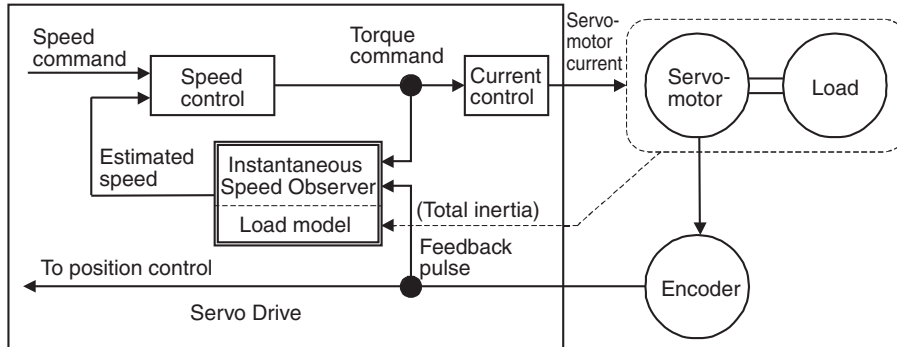 Speed
command
Speed
control
Torque
command
Current
control
Servo-
motor
current
Servo-
motor
Load
Estimated
speed
Instantaneous
Speed Observer
Load model
(Total inertia)
Feedback
pulse
To position control
Servo Drive
Encoder